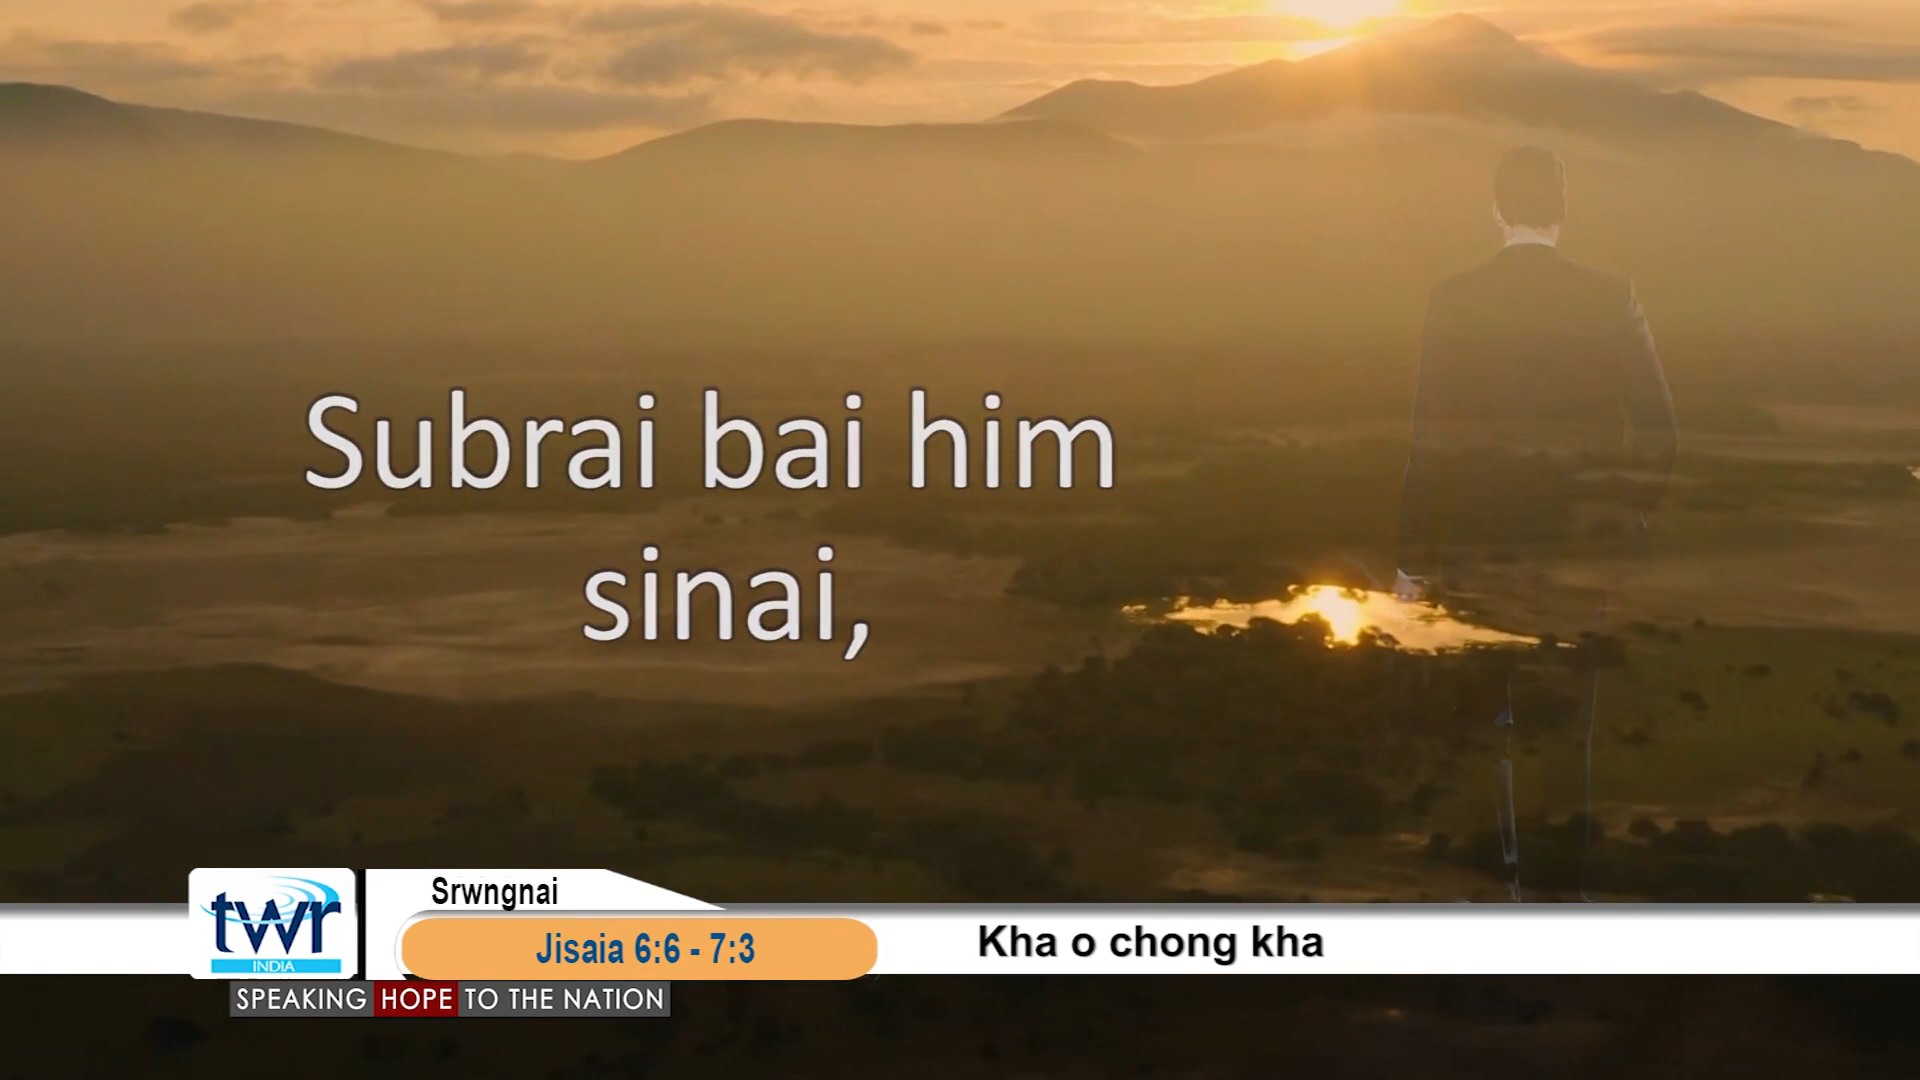 Subrai bai him
sinai,
twr
INDIA
Srwngnai
Jisaia 6:6 - 7:3
Kha o chong kha
SPEAKING HOPE TO THE NATION